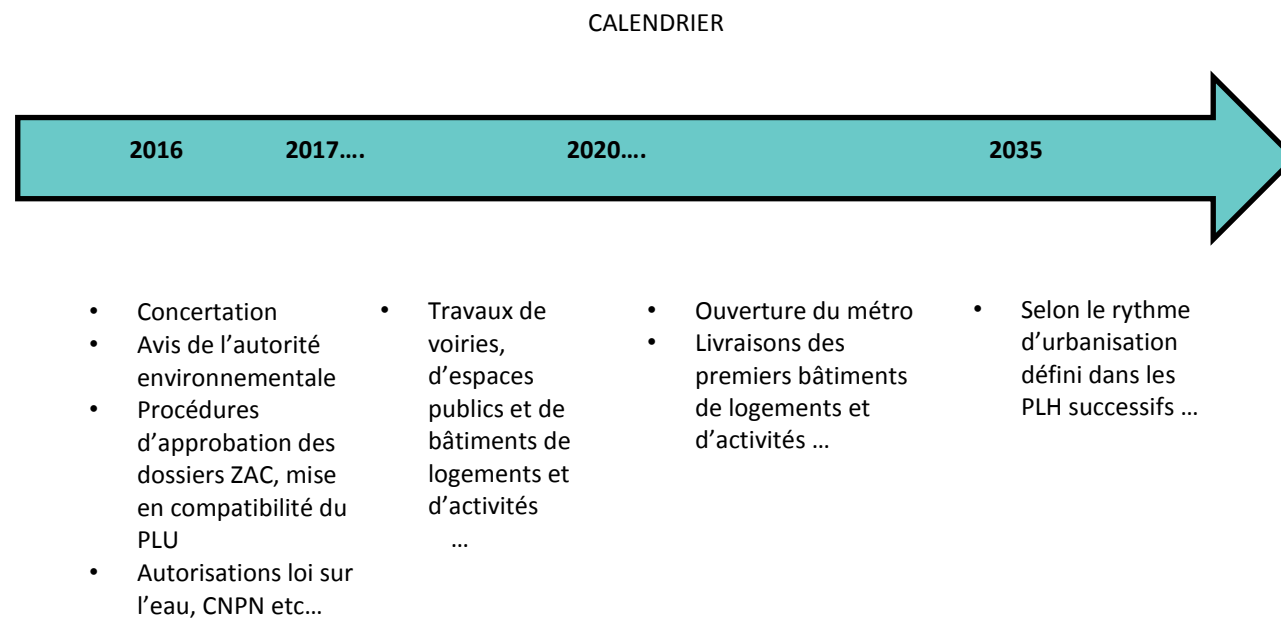 CALENDRIER
2016 2017…. 2020…. 2035
• Concertation
• Avis de l’autorité
environnementale
• Procédures
d’approbation des
dossiers ZAC, mise
en compatibilité du
PLU
• Autorisations loi sur
l’eau, CNPN etc…
• Travaux de
voiries,
d’espaces
publics et de
bâtiments de
logements et
d’activités
…
• Ouverture du métro
• Livraisons des
premiers bâtiments
de logements et
d’activités …
• Selon le rythme
d’urbanisation
défini dans les
PLH successifs …